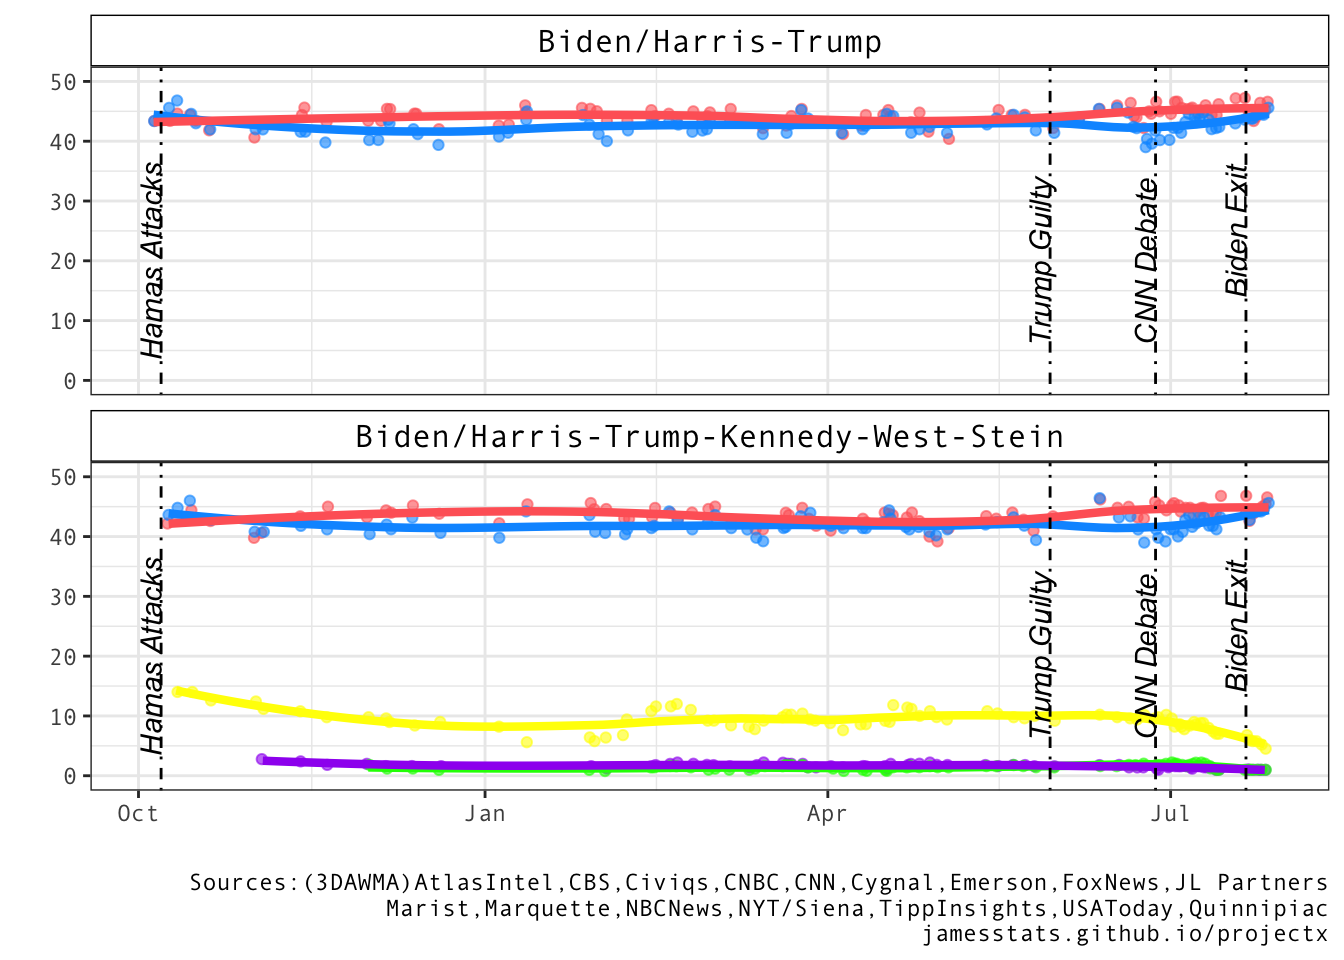 Biden/Harris-Trump
50
40
30
20
10
0
Hamas Attacks
Trump Guilty
CNN Debate
Biden Exit
Biden/Harris-Trump-Kennedy-West-Stein
50
40
30
20
10
0
Hamas Attacks
Trump Guilty
CNN Debate
Biden Exit
Oct
Jan
Apr
Jul
Sources:(3DAWMA)AtlasIntel,CBS,Civiqs,CNBC,CNN,Cygnal,Emerson,FoxNews,JL Partners
Marist,Marquette,NBCNews,NYT/Siena,TippInsights,USAToday,Quinnipiac
jamesstats.github.io/projectx